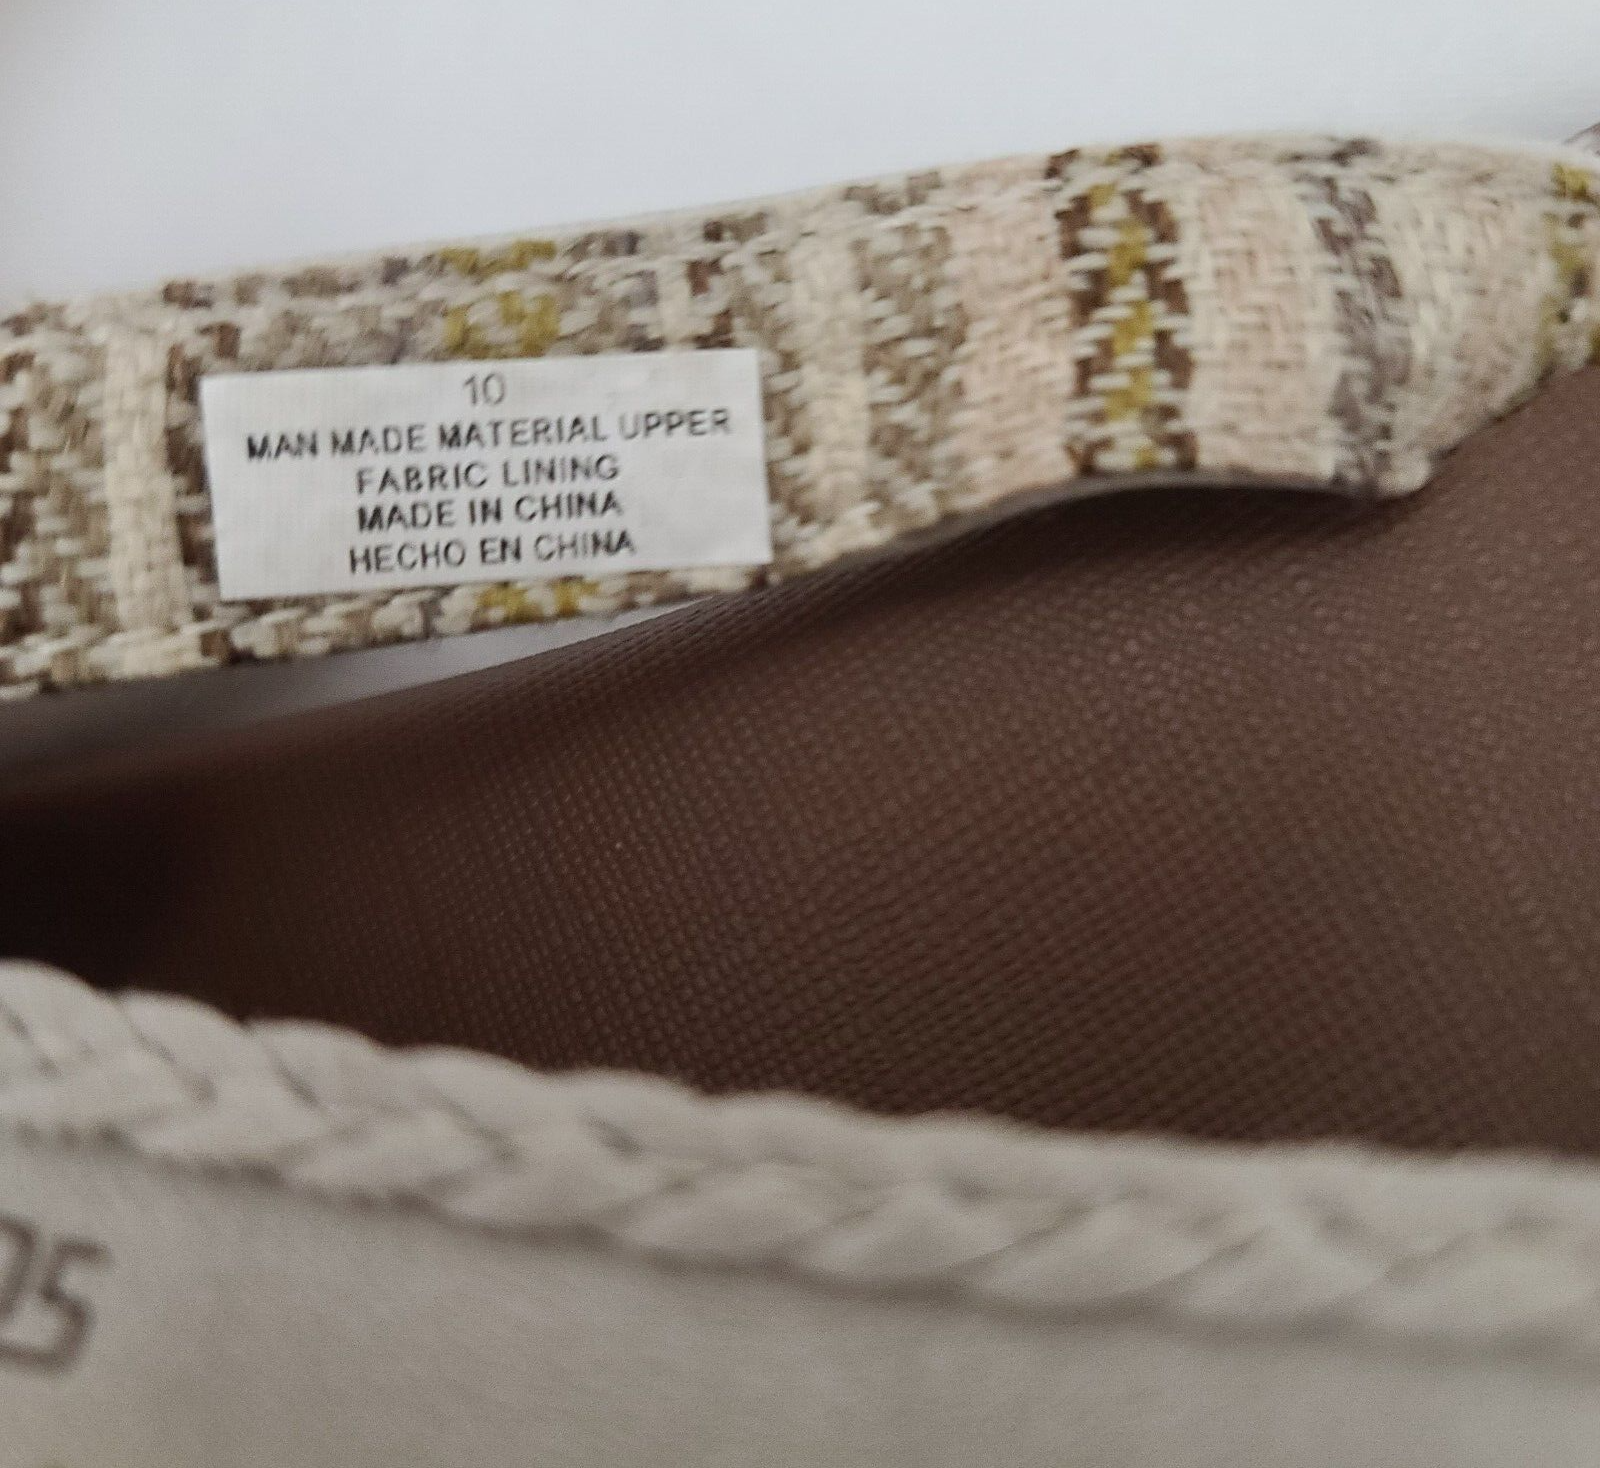 10
MAN MADE MATERIAL UPPER
FABRIC LINING
MADE IN CHINA
HECHO EN CHINA